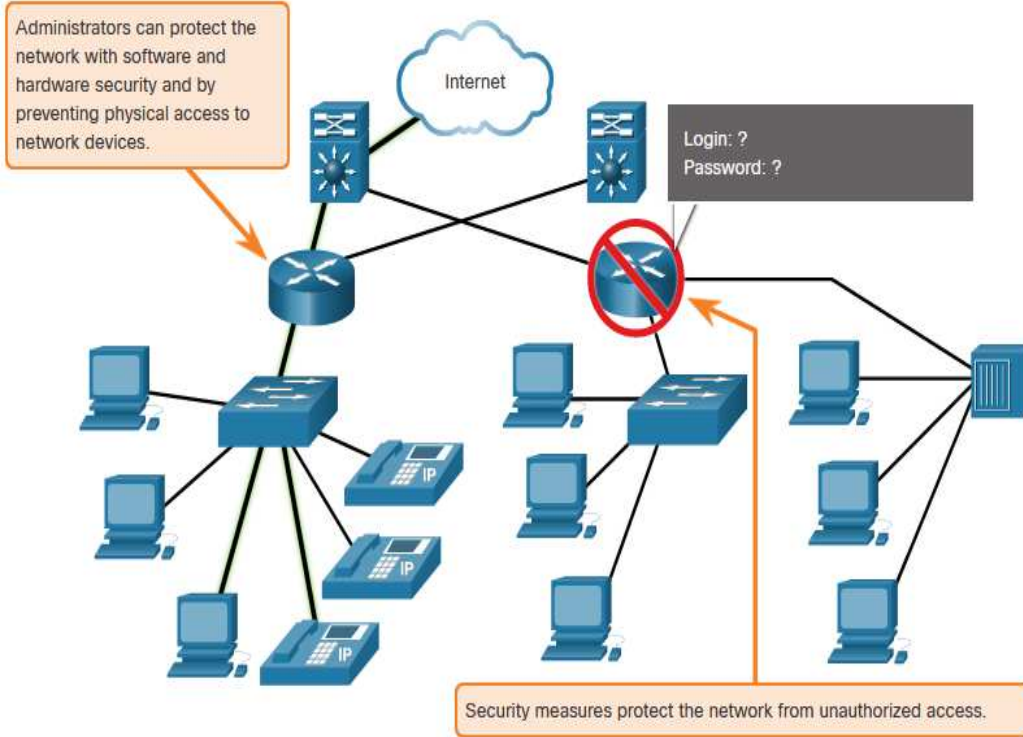 Administrators can protect the
network with software and
hardware security and by
preventing physical access to
network devices.
Internet
Login: ?
Password: ?
IP
IP
IP
Security measures protect the network from unauthorized access.